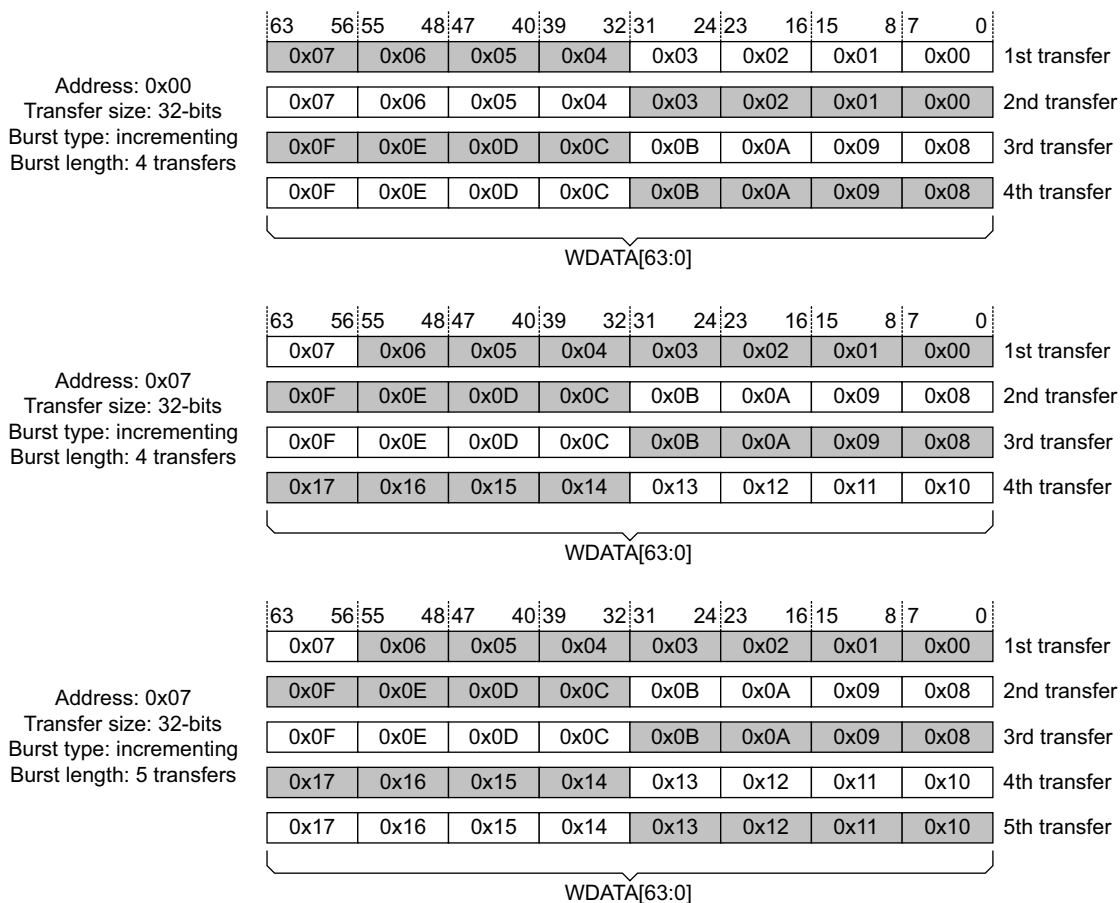 63 56 55 48 47 40 39 32 31 24 23 16 15 8 7 0
0x07 0x06 0x05 0x04 0x03 0x02 0x01 0x00 1st transfer
Address: 0x00
Transfer size: 32-bits
Burst type: incrementing
Burst length: 4 transfers
0x07 0x06 0x05 0x04 0x03 0x02 0x01 0x00 2nd transfer
0x0F 0x0E 0x0D 0x0C 0x0B 0x0A 0x09 0x08 3rd transfer
0x0F 0x0E 0x0D 0x0C 0x0B 0x0A 0x09 0x08 4th transfer
WDATA[63:0]
63 56 55 48 47 40 39 32 31 24 23 16 15 8 7 0
0x07 0x06 0x05 0x04 0x03 0x02 0x01 0x00 1st transfer
Address: 0x07
Transfer size: 32-bits
Burst type: incrementing
Burst length: 4 transfers
0x0F 0x0E 0x0D 0x0C 0x0B 0x0A 0x09 0x08 2nd transfer
0x0F 0x0E 0x0D 0x0C 0x0B 0x0A 0x09 0x08 3rd transfer
0x17 0x16 0x15 0x14 0x13 0x12 0x11 0x10 4th transfer
WDATA[63:0]
63 56 55 48 47 40 39 32 31 24 23 16 15 8 7 0
0x07 0x06 0x05 0x04 0x03 0x02 0x01 0x00 1st transfer
Address: 0x07
Transfer size: 32-bits
Burst type: incrementing
Burst length: 5 transfers
0x0F 0x0E 0x0D 0x0C 0x0B 0x0A 0x09 0x08 2nd transfer
0x0F 0x0E 0x0D 0x0C 0x0B 0x0A 0x09 0x08 3rd transfer
0x17 0x16 0x15 0x14 0x13 0x12 0x11 0x10 4th transfer
0x17 0x16 0x15 0x14 0x13 0x12 0x11 0x10 5th transfer
WDATA[63:0]